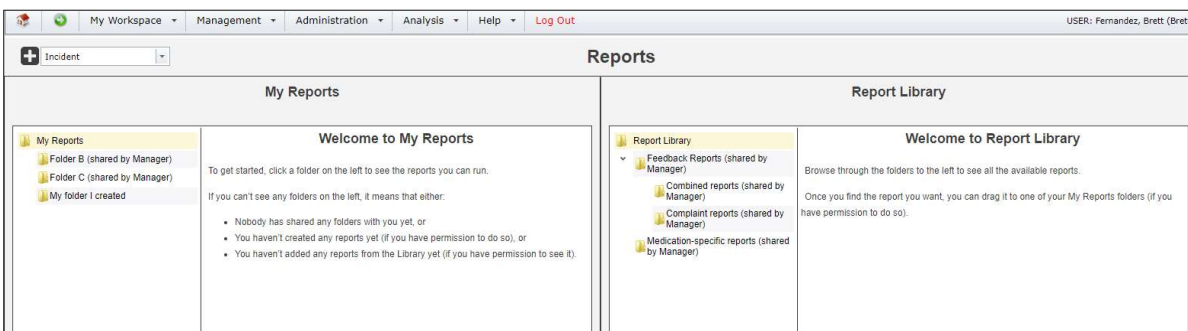 My Workspace Management Administration Analysis Help Log Out USER: Fernandez, Brett (Bret
Incident
Reports
My Reports
My Reports
Folder B (shared by Manager)
Folder C (shared by Manager)
My folder I created
Welcome to My Reports
To get started, click a folder on the left to see the reports you can run.
If you can't see any folders on the left, it means that either:
• Nobody has shared any folders with you yet, or
• You haven't created any reports yet (if you have permission to do so), or
• You haven't added any reports from the Library yet (if you have permission to see it).
Report Library
Report Library
Feedback Reports (shared by
Manager)
Combined reports (shared by
Manager)
Complaint reports (shared by
Manager)
Medication-specific reports (shared
by Manager)
Welcome to Report Library
Browse through the folders to the left to see all the available reports.
Once you find the report you want, you can drag it to one of your My Reports folders (if you
have permission to do so).